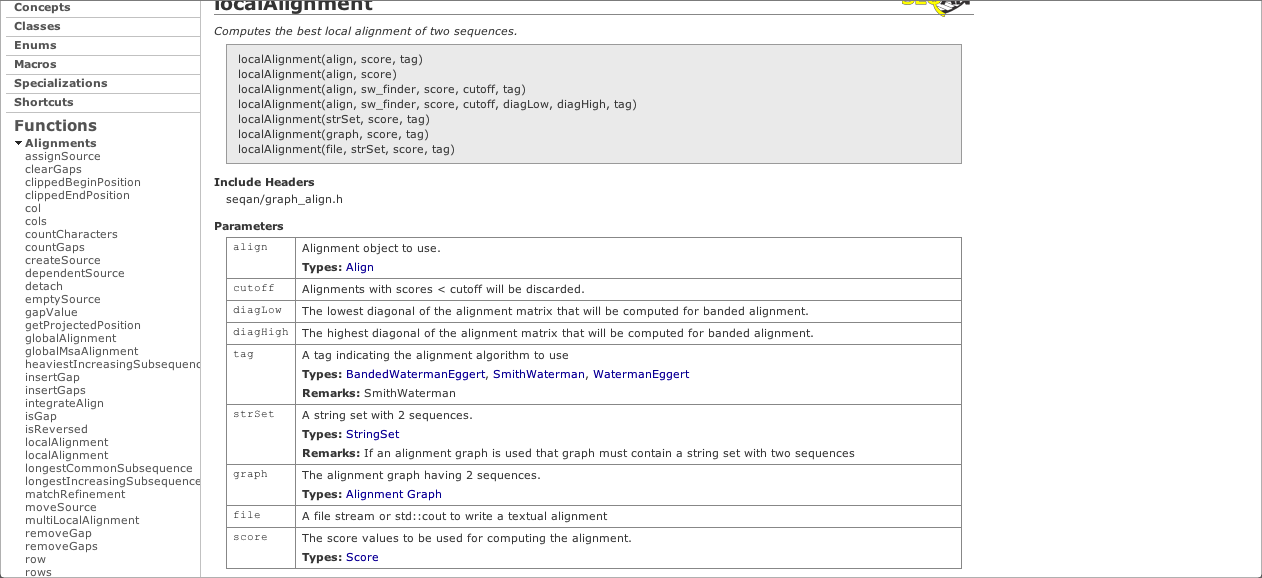 Concepts
Classes
Enums
Macros
Specializations
Shortcuts
Functions
Alignments
assignSource
clearGaps
clippedBeginPosition
clippedEndPosition
col
cols
countCharacters
countGaps
createSource
dependentSource
detach
emptySource
gapValue
getProjectedPosition
globalAlignment
globalMsaAlignment
heaviestIncreasingSubsequenc
insertGap
insertGaps
integrateAlign
isGap
isReversed
localAlignment
localAlignment
longestCommonSubsequence
longestIncreasingSubsequence
matchRefinement
moveSource
multiLocalAlignment
removeGap
removeGaps
row
rows
localAlignment
Computes the best local alignment of two sequences.
localAlignment(align, score, tag)
localAlignment(align, score)
localAlignment(align, sw_finder, score, cutoff, tag)
localAlignment(align, sw_finder, score, cutoff, diagLow, diagHigh, tag)
localAlignment(strSet, score, tag)
localAlignment(graph, score, tag)
localAlignment(file, strSet, score, tag)
Include Headers
seqan/graph_align.h
Parameters
align Alignment object to use.
Types: Align
cutoff Alignments with scores < cutoff will be discarded.
diagLow The lowest diagonal of the alignment matrix that will be computed for banded alignment.
diagHigh The highest diagonal of the alignment matrix that will be computed for banded alignment.
tag A tag indicating the alignment algorithm to use
Types: BandedWatermanEggert, SmithWaterman, WatermanEggert
Remarks: SmithWaterman
strSet A string set with 2 sequences.
Types: StringSet
Remarks: If an alignment graph is used that graph must contain a string set with two sequences
graph The alignment graph having 2 sequences.
Types: Alignment Graph
file A file stream or std::cout to write a textual alignment
score The score values to be used for computing the alignment.
Types: Score